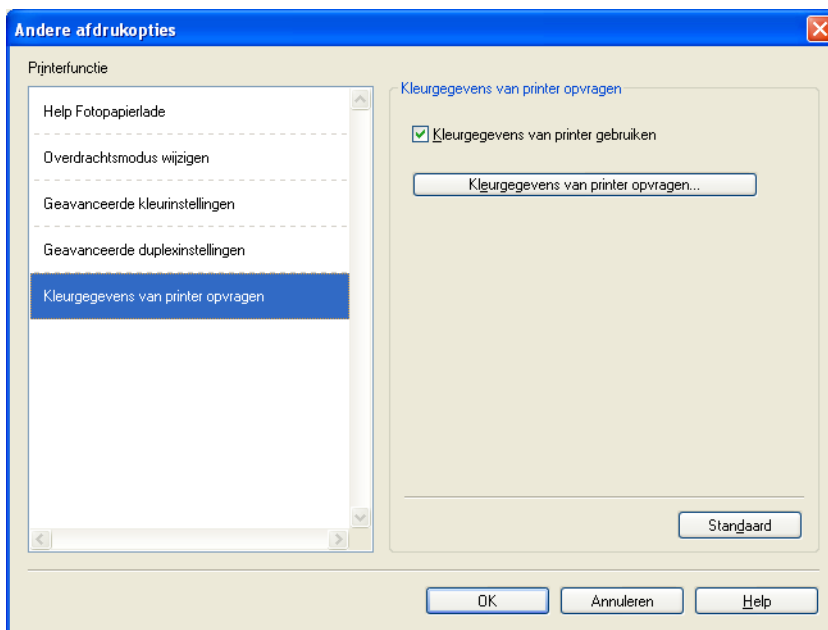 Andere afdrukopties
Printerfunctie
Help Fotopapierlade
Overdrachtsmodus wijzigen
Geavanceerde kleurinstellingen
Geavanceerde duplexinstellingen
Kleurgegevens van printer opvragen
Kleurgegevens van printer opvragen
Kleurgegevens van printer gebruiken
Kleurgegevens van printer opvragen...
Standaard
OK
Annuleren
Help